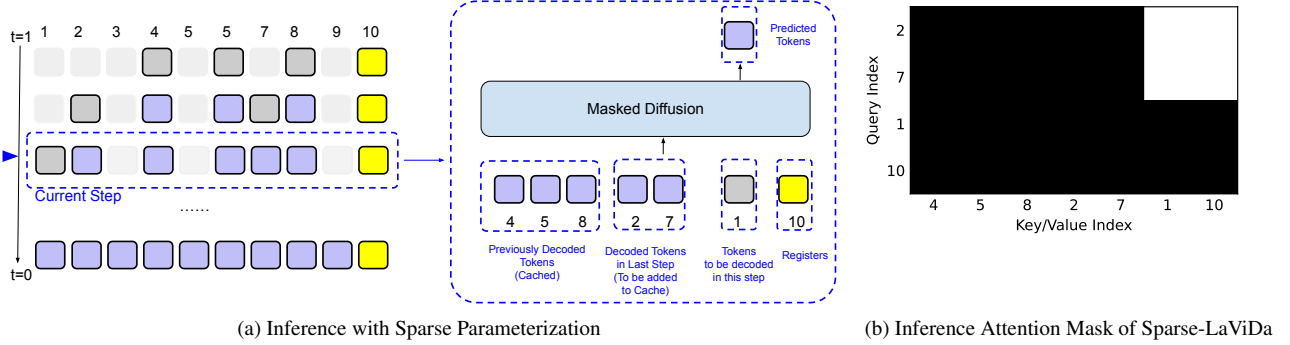 t=1
1 2 3 4 5 5 7 8 9 10
Current Step
......
t=0
Predicted
Tokens
Masked Diffusion
4 5 8 2 7 1 10
Previously Decoded
Tokens
(Cached)
Decoded Tokens
in Last Step
(To be added
to Cache)
Tokens
to be decoded
in this step
Registers
(a) Inference with Sparse Parameterization
Query Index
2
7
1
10
4 5 8 2 7 1 10
Key/Value Index
(b) Inference Attention Mask of Sparse-LaViDa